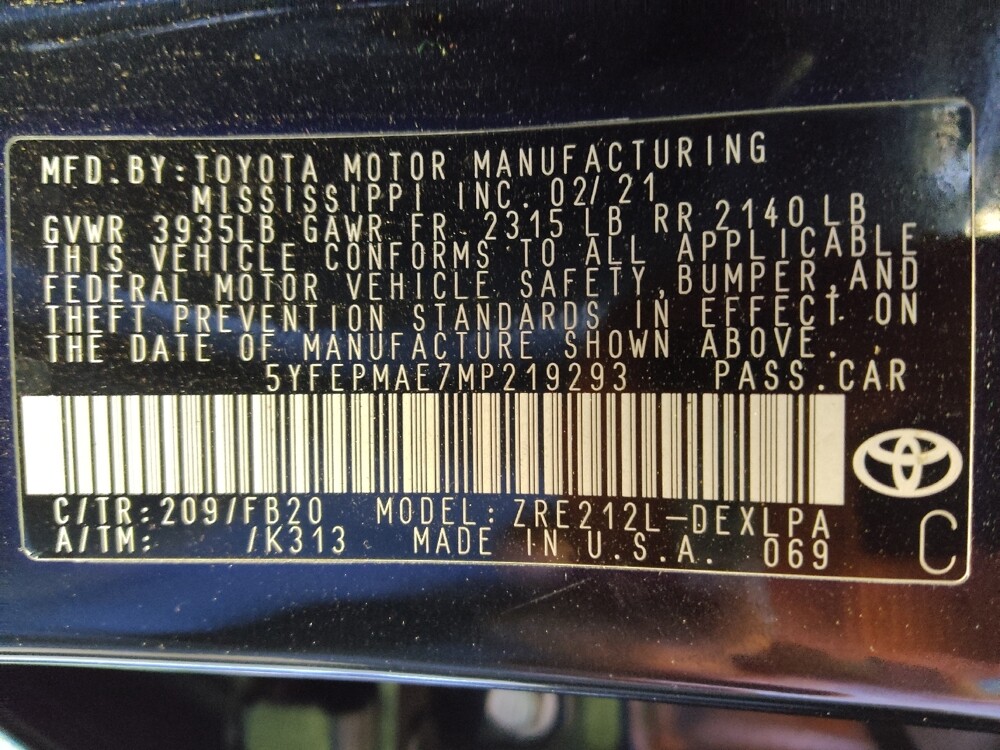 MFD.BY:TOYOTA MOTOR MANUFACTURING
MISSISSIPPI INC. 02/21
GVWR 3935LB GAWR FR 2315 LB RR 2140 LB
THIS VEHICLE CONFORMS TO ALL APPLICABLE
FEDERAL MOTOR VEHICLE SAFETY,BUMPER,AND
THEFT PREVENTION STANDARDS IN EFFECT ON
THE DATE OF MANUFACTURE SHOWN ABOVE.
5YFEPMAE7MP219293 PASS.CAR
C/TR:209/FB20 MODEL:ZRE212L-DEXLPA
A/TM: /K313 MADE IN U.S.A. 069
C